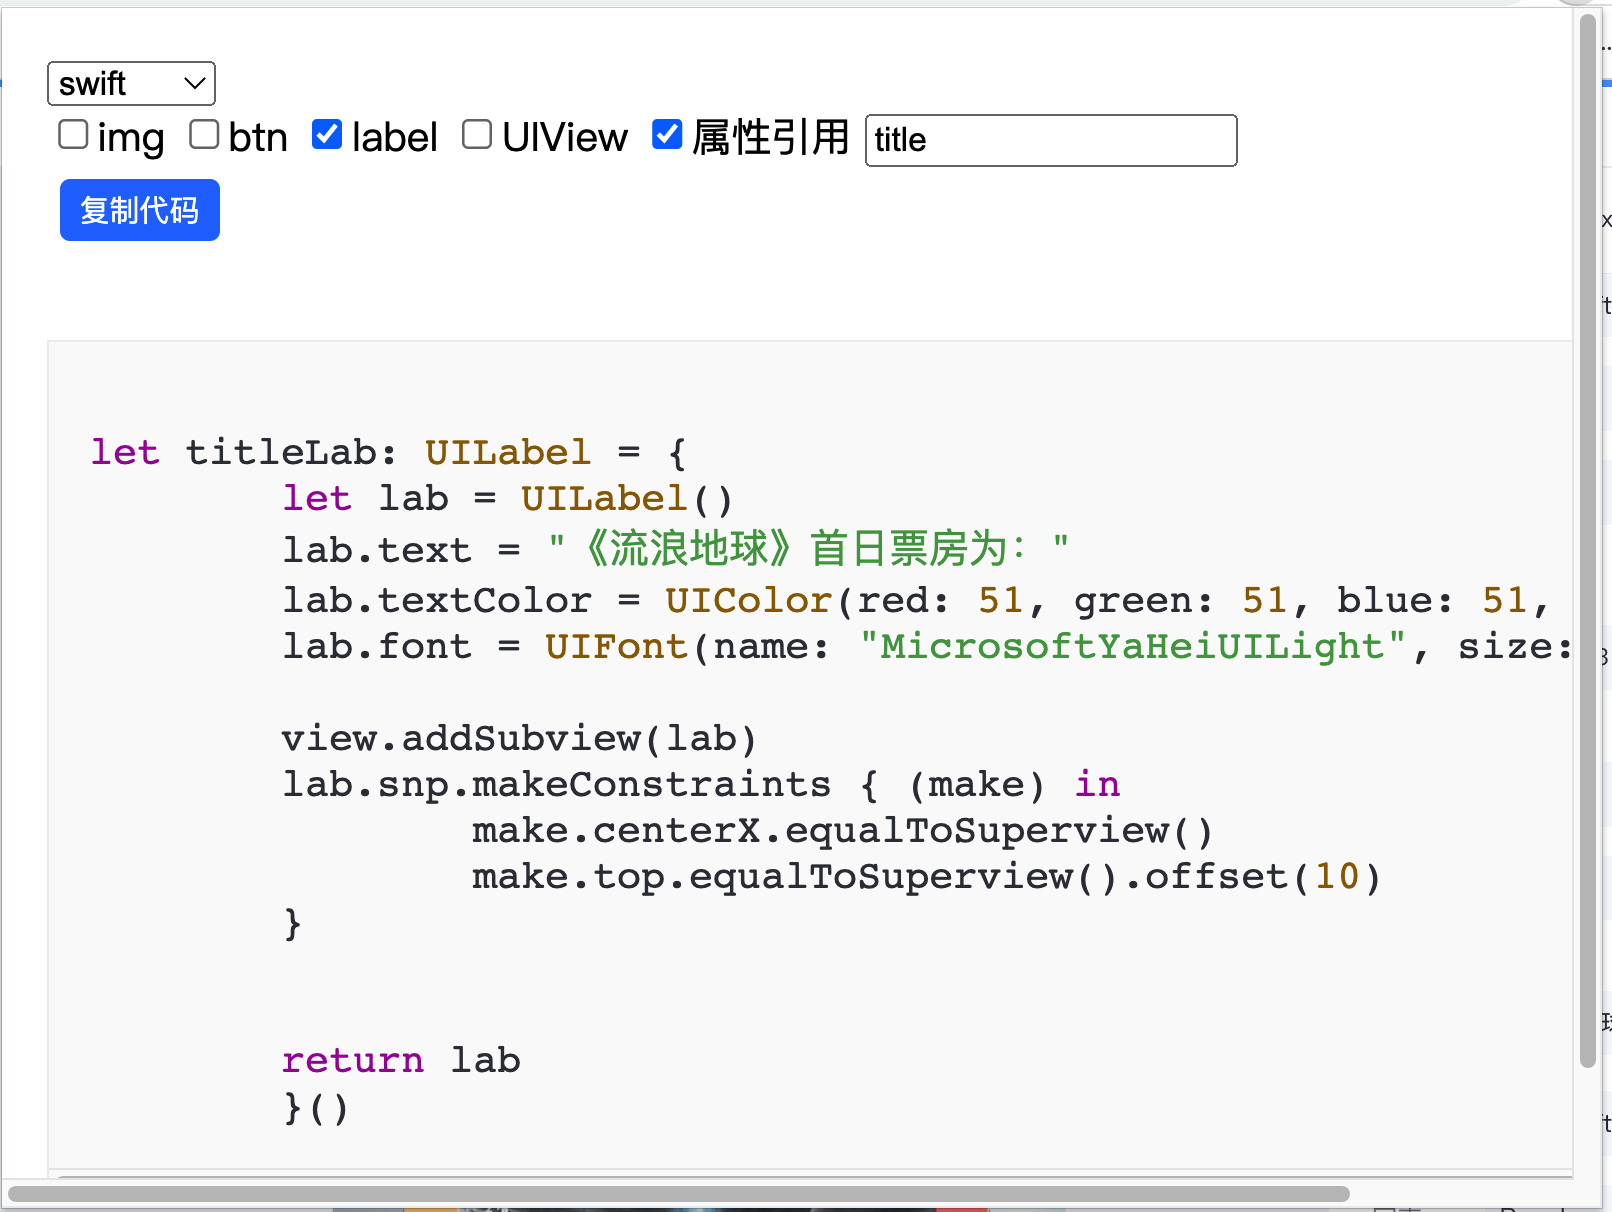 swift
img btn label UIView 属性引用 title
复制代码
let titleLab: UILabel = {
let lab = UILabel()
lab.text = "《流浪地球》首日票房为："
lab.textColor = UIColor(red: 51, green: 51, blue: 51,
lab.font = UIFont(name: "MicrosoftYaHeiUILight", size:
view.addSubview(lab)
lab.snp.makeConstraints { (make) in
make.centerX.equalToSuperview()
make.top.equalToSuperview().offset(10)
}
return lab
}()